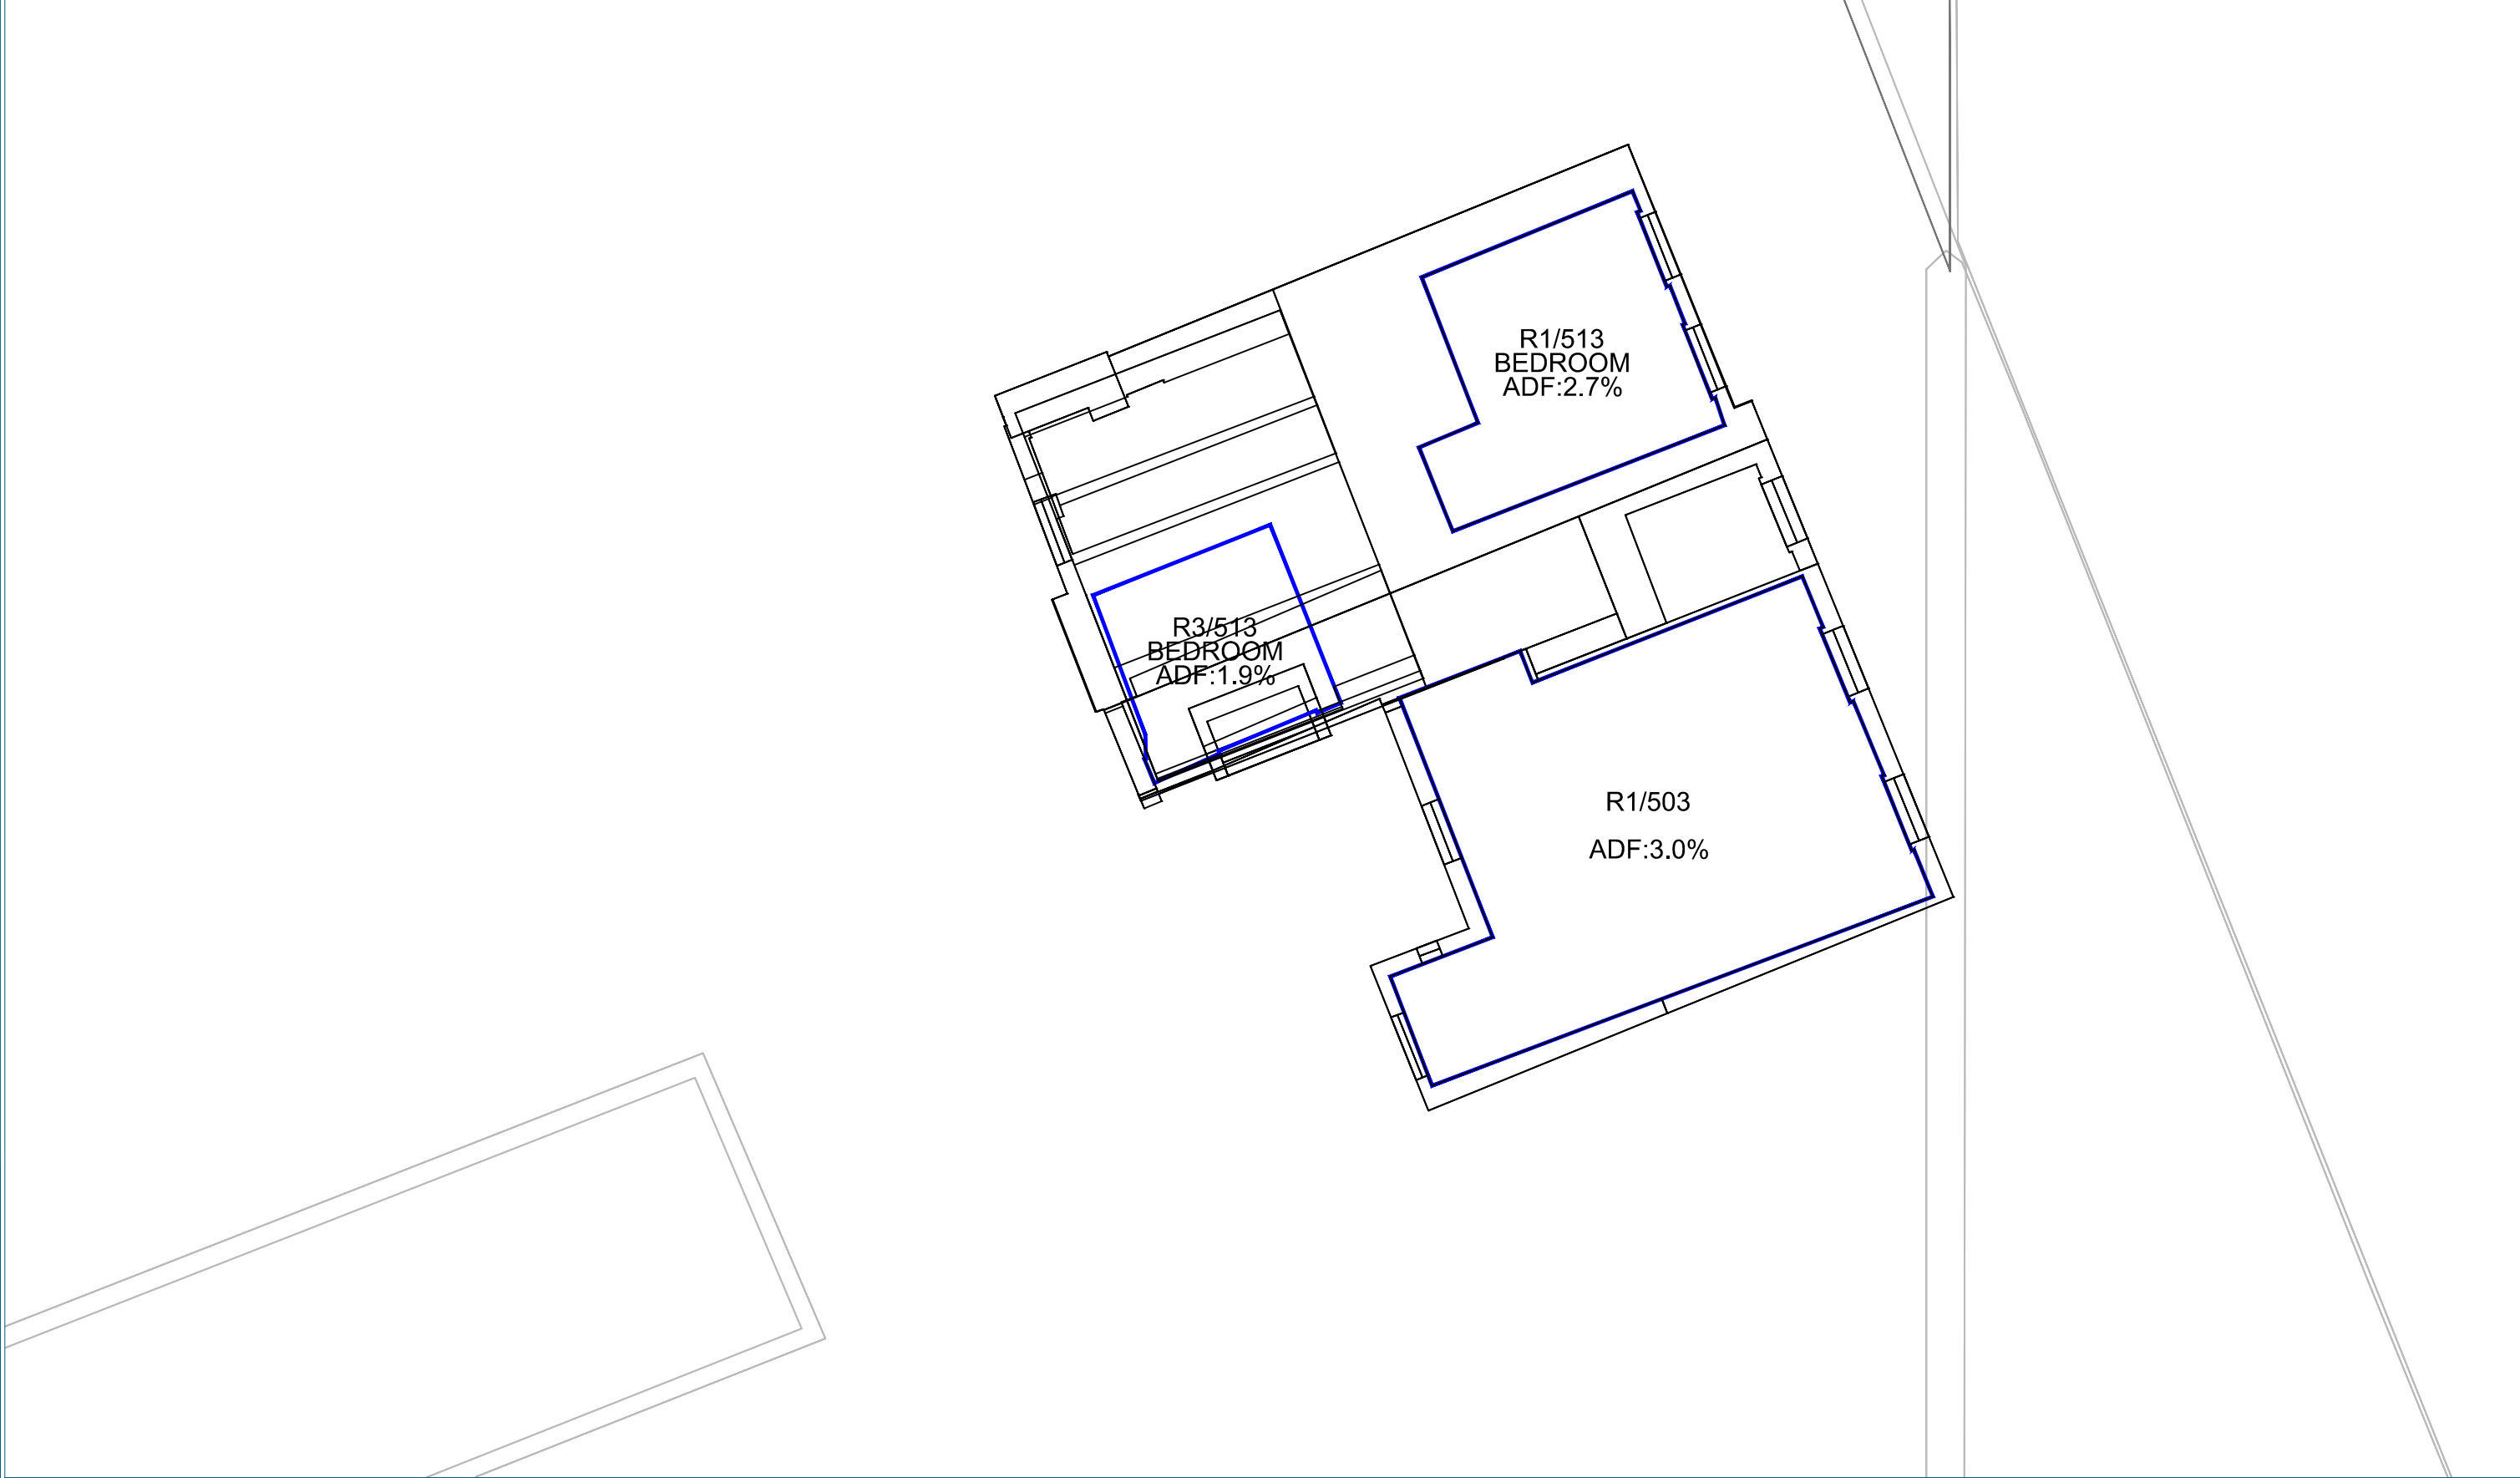 R1/513
BEDROOM
ADF:2.7%
R3/513
BEDROOM
ADF:1.9%
R1/503
ADF:3.0%